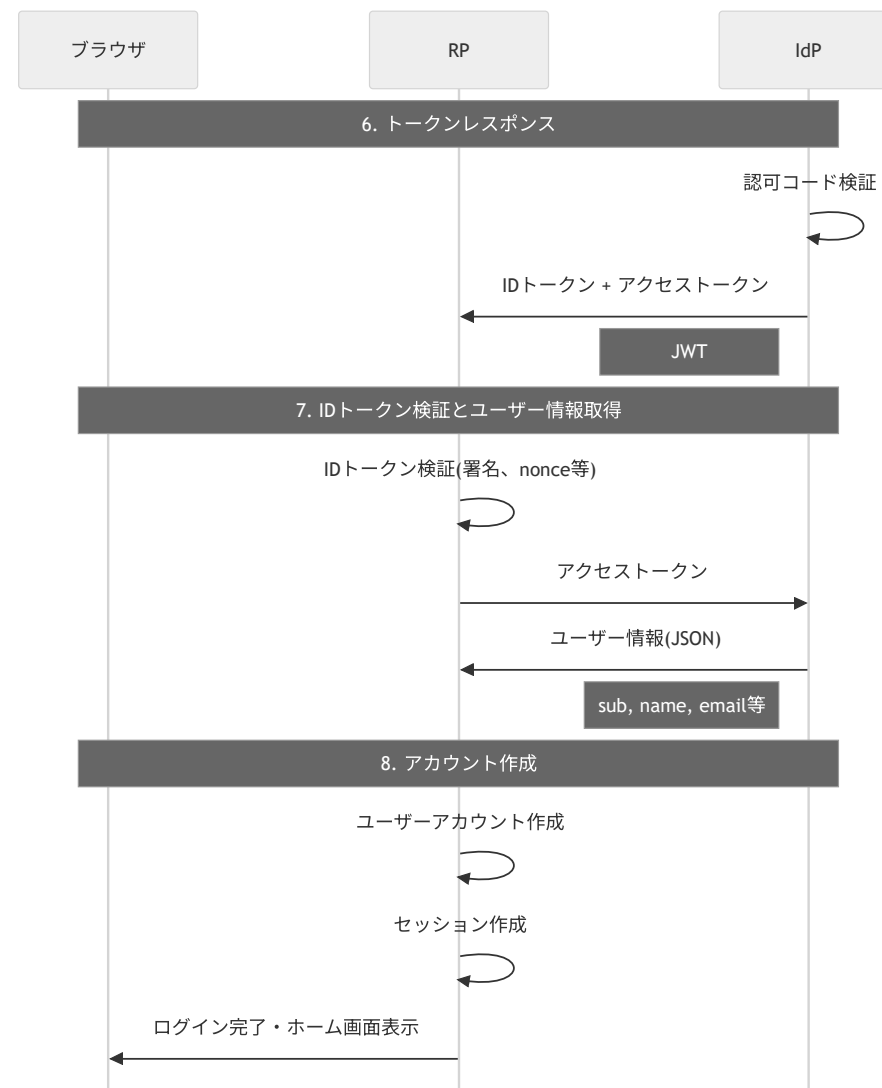 ブラウザ
RP
IdP
6. トークンレスポンス
認可コード検証
IDトークン + アクセストークン
JWT
7. IDトークン検証とユーザー情報取得
IDトークン検証(署名、nonce等)
アクセストークン
ユーザー情報(JSON)
sub, name, email等
8. アカウント作成
ユーザーアカウント作成
セッション作成
ログイン完了・ホーム画面表示